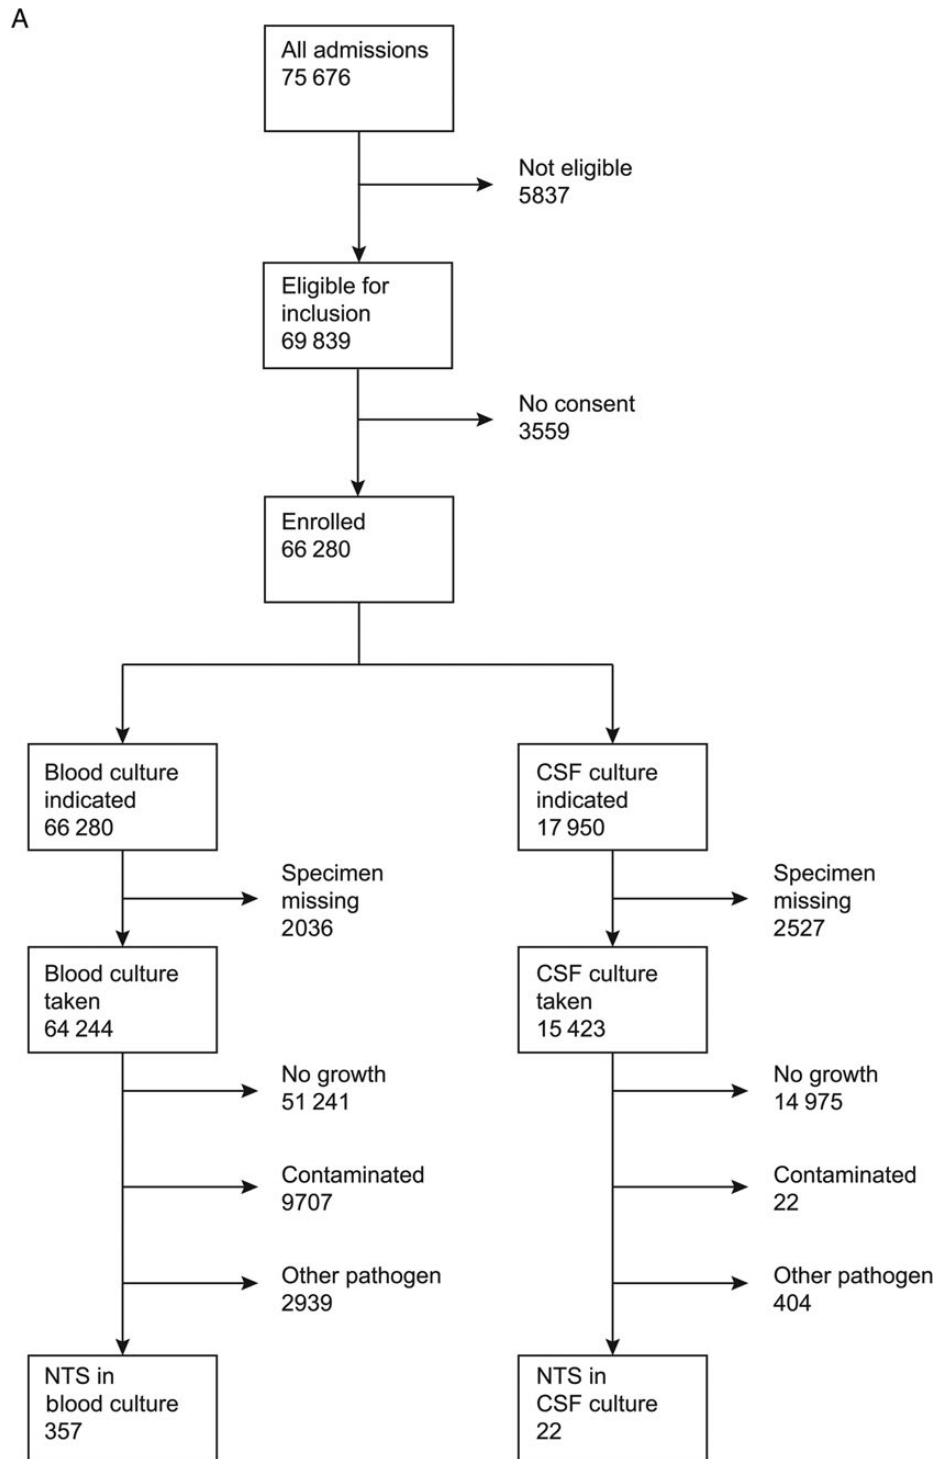 A
All admissions
75 676
Not eligible
5837
Eligible for
inclusion
69 839
No consent
3559
Enrolled
66 280
Blood culture
indicated
66 280
CSF culture
indicated
17 950
Specimen
missing
2036
Specimen
missing
2527
Blood culture
taken
64 244
CSF culture
taken
15 423
No growth
51 241
No growth
14 975
Contaminated
9707
Contaminated
22
Other pathogen
2939
Other pathogen
404
NTS in
blood culture
357
NTS in
CSF culture
22